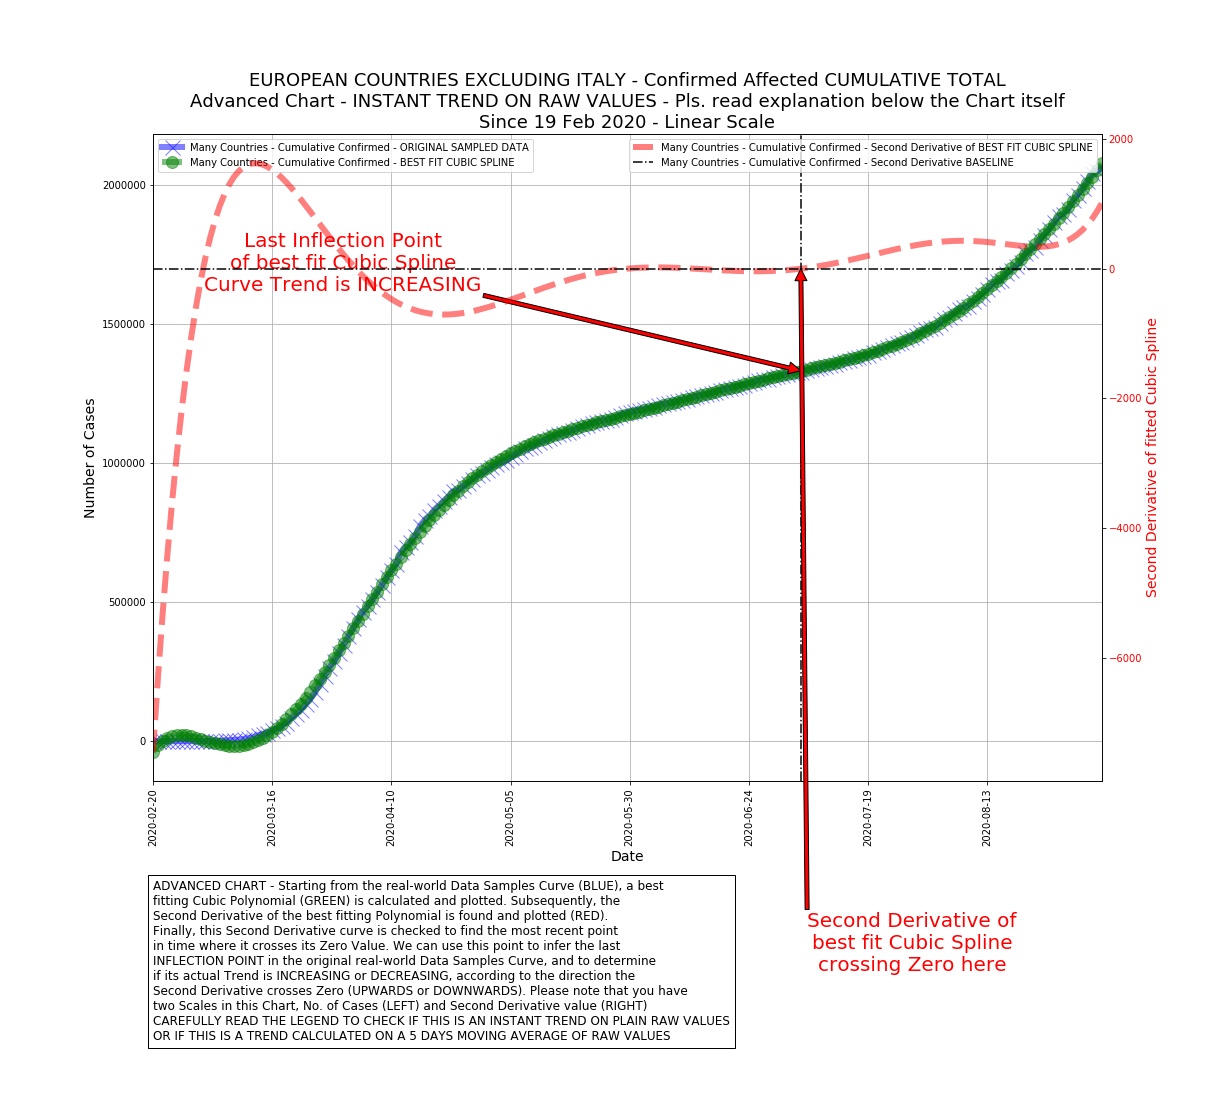 EUROPEAN COUNTRIES EXCLUDING ITALY - Confirmed Affected CUMULATIVE TOTAL
Advanced Chart - INSTANT TREND ON RAW VALUES - Pls. read explanation below the Chart itself
Since 19 Feb 2020 - Linear Scale
Many Countries - Cumulative Confirmed - ORIGINAL SAMPLED DATA
Many Countries - Cumulative Confirmed - BEST FIT CUBIC SPLINE
Many Countries - Cumulative Confirmed - Second Derivative of BEST FIT CUBIC SPLINE
Many Countries - Cumulative Confirmed - Second Derivative BASELINE
Last Inflection Point
of best fit Cubic Spline
Curve Trend is INCREASING
Number of Cases
2000000
1500000
1000000
500000
0
2000
0
−2000
−4000
−6000
Second Derivative of fitted Cubic Spline
2020-02-20
2020-03-16
2020-04-10
2020-05-05
2020-05-30
2020-06-24
2020-07-19
2020-08-13
Date
ADVANCED CHART - Starting from the real-world Data Samples Curve (BLUE), a best
fitting Cubic Polynomial (GREEN) is calculated and plotted. Subsequently, the
Second Derivative of the best fitting Polynomial is found and plotted (RED).
Finally, this Second Derivative curve is checked to find the most recent point
in time where it crosses its Zero Value. We can use this point to infer the last
INFLECTION POINT in the original real-world Data Samples Curve, and to determine
if its actual Trend is INCREASING or DECREASING, according to the direction the
Second Derivative crosses Zero (UPWARDS or DOWNWARDS). Please note that you have
two Scales in this Chart, No. of Cases (LEFT) and Second Derivative value (RIGHT)
CAREFULLY READ THE LEGEND TO CHECK IF THIS IS AN INSTANT TREND ON PLAIN RAW VALUES
OR IF THIS IS A TREND CALCULATED ON A 5 DAYS MOVING AVERAGE OF RAW VALUES
Second Derivative of
best fit Cubic Spline
crossing Zero here